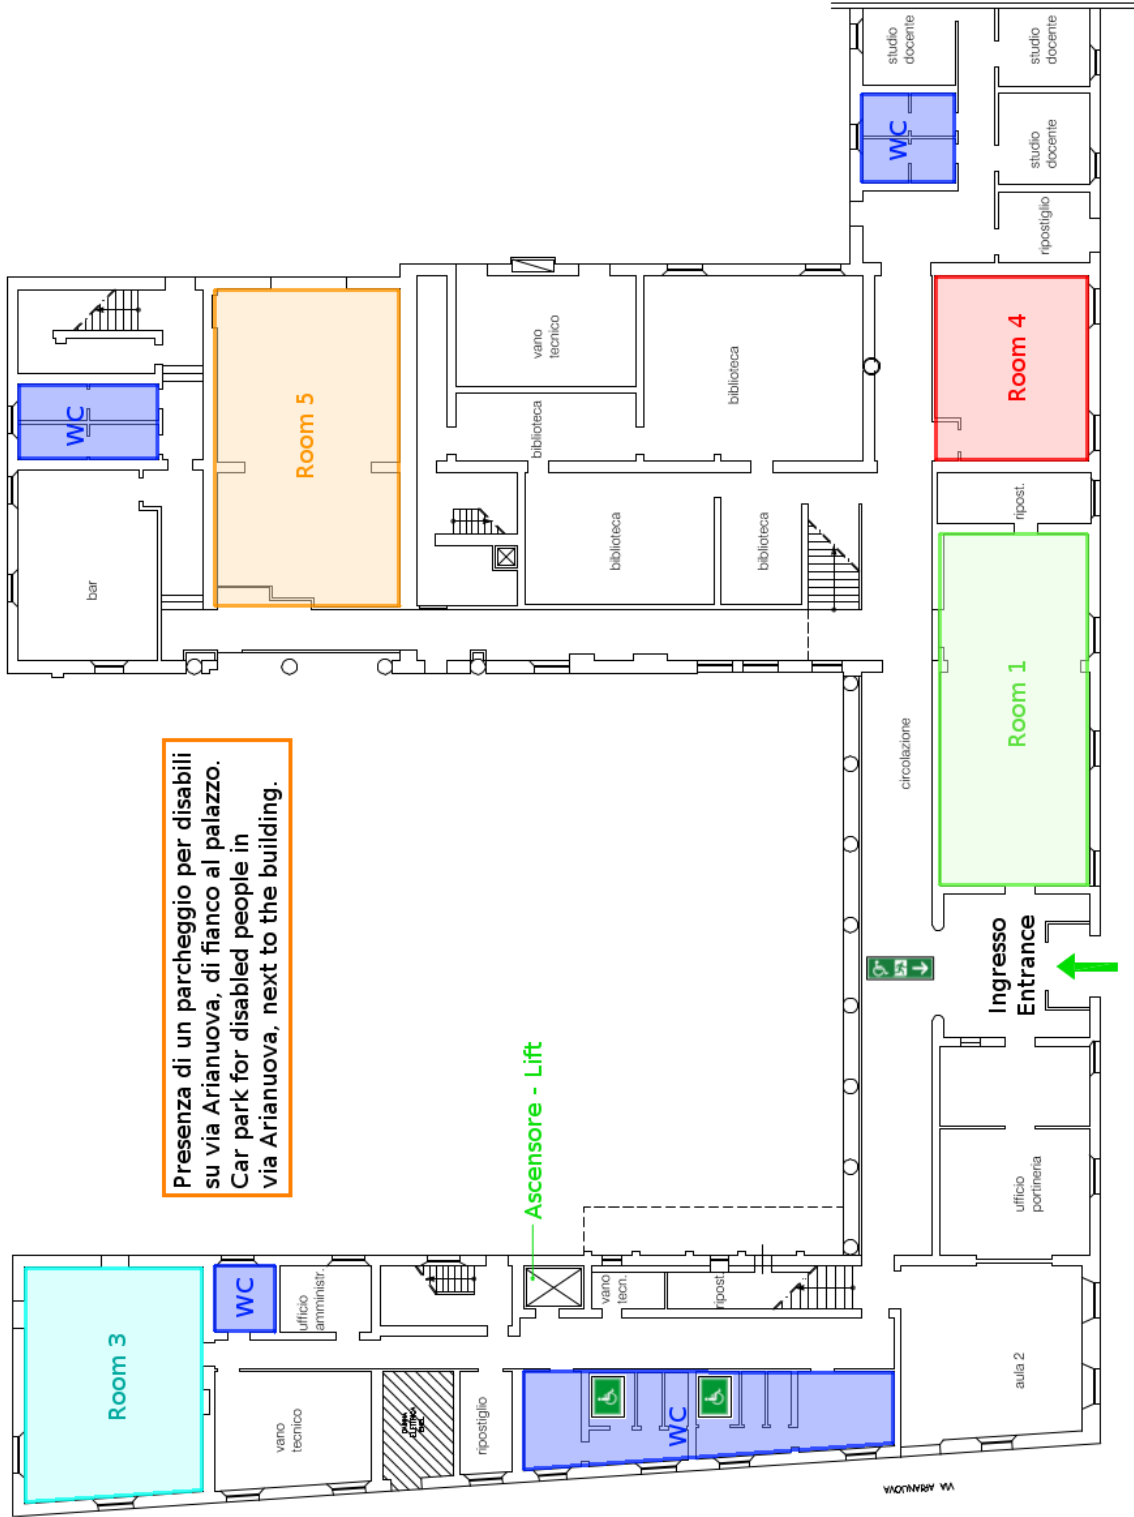 studio
docente
studio
docente
WC
studio
docente
ripostiglio
Room 4
vano
tecnico
biblioteca
biblioteca
Room 5
WC
bar
biblioteca
biblioteca
ripost.
Room 1
circolazione
Presenza di un parcheggio per disabili
su via Arianuova, di fianco al palazzo.
Car park for disabled people in
via Arianuova, next to the building.
Ingresso
Entrance
Ascensore - Lift
ufficio
portineria
vano
tecn.
ripost.
WC
ufficio
amministr.
Room 3
vano
tecnico
ripostiglio
WC
aula 2
VIA ARIANUOVA